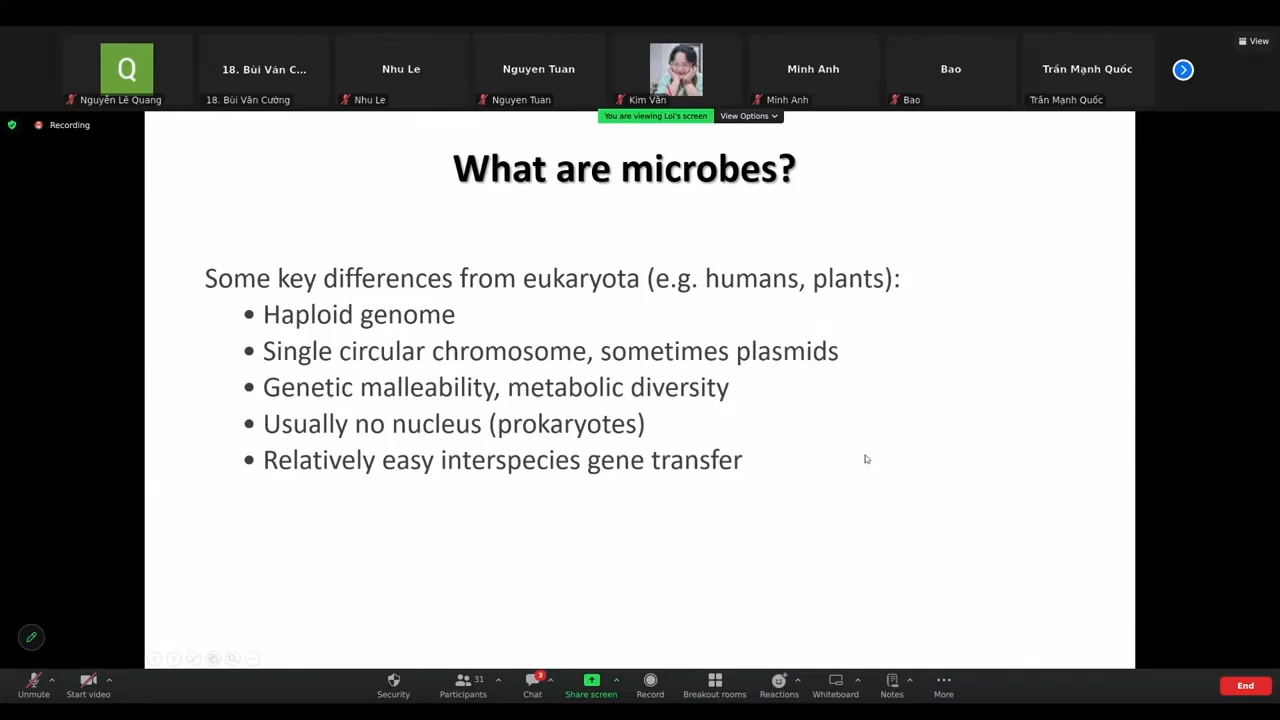 View
Q
18. Bùi Văn C...
Nhu Le
Nguyen Tuan
Minh Anh
Bao
Trần Mạnh Quốc
Nguyễn Lê Quang
18. Bùi Văn Cường
Nhu Le
Nguyen Tuan
Kim Văn
Minh Anh
Bao
Trần Mạnh Quốc
You are viewing Loi's screen
View Options
Recording
What are microbes?
Some key differences from eukaryota (e.g. humans, plants):
• Haploid genome
• Single circular chromosome, sometimes plasmids
• Genetic malleability, metabolic diversity
• Usually no nucleus (prokaryotes)
• Relatively easy interspecies gene transfer
Unmute
Start video
Security
Participants
31
Chat
3
Share screen
Record
Breakout rooms
Reactions
Whiteboard
Notes
More
End